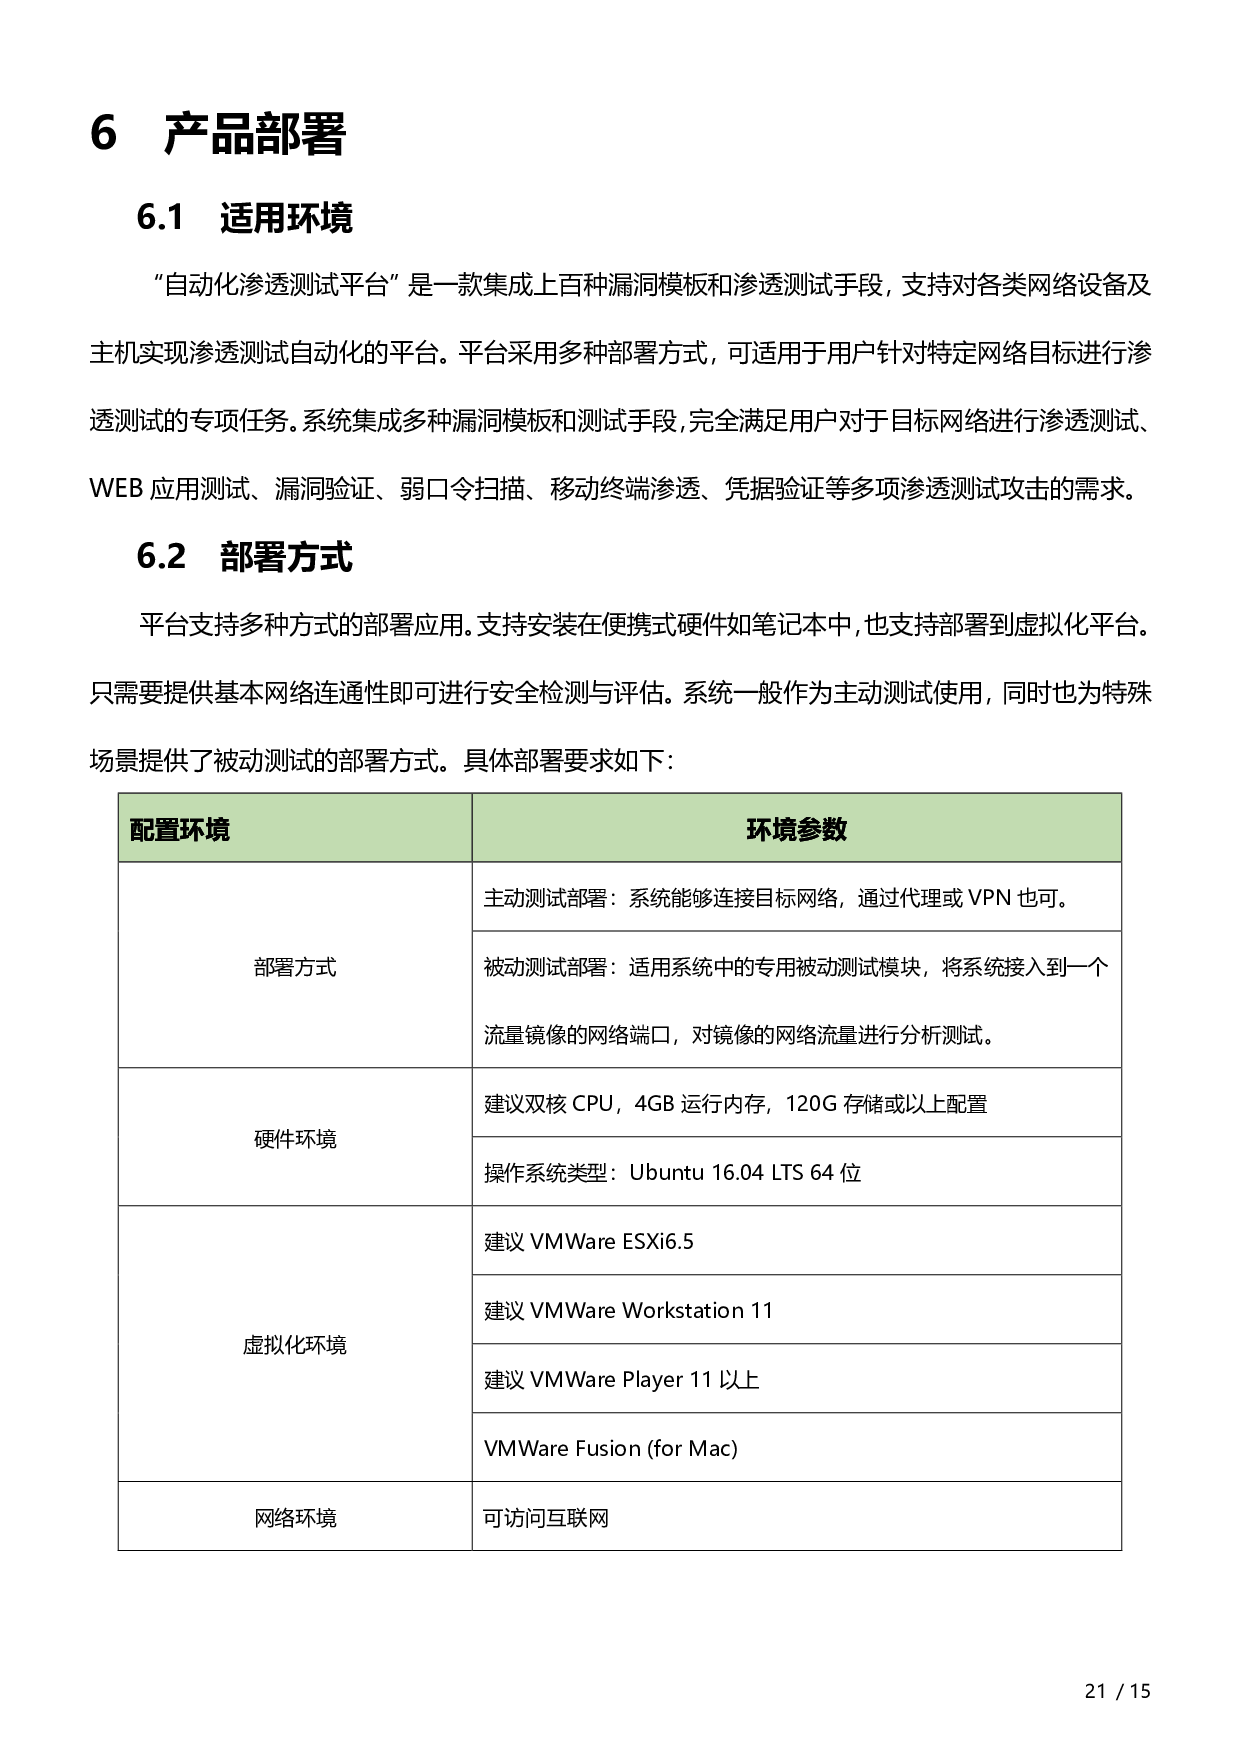 6 产品部署
6.1 适用环境
“自动化渗透测试平台”是一款集成上百种漏洞模板和渗透测试手段，支持对各类网络设备及
主机实现渗透测试自动化的平台。平台采用多种部署方式，可适用于用户针对特定网络目标进行渗
透测试的专项任务。系统集成多种漏洞模板和测试手段，完全满足用户对于目标网络进行渗透测试、
WEB 应用测试、漏洞验证、弱口令扫描、移动终端渗透、凭据验证等多项渗透测试攻击的需求。
6.2 部署方式
平台支持多种方式的部署应用。支持安装在便携式硬件如笔记本中，也支持部署到虚拟化平台。
只需要提供基本网络连通性即可进行安全检测与评估。系统一般作为主动测试使用，同时也为特殊
场景提供了被动测试的部署方式。具体部署要求如下：
配置环境 环境参数
主动测试部署：系统能够连接目标网络，通过代理或 VPN 也可。
部署方式 被动测试部署：适用系统中的专用被动测试模块，将系统接入到一个
流量镜像的网络端口，对镜像的网络流量进行分析测试。
建议双核 CPU，4GB 运行内存，120G 存储或以上配置
硬件环境
操作系统类型：Ubuntu 16.04 LTS 64 位
建议 VMWare ESXi6.5
建议 VMWare Workstation 11
虚拟化环境
建议 VMWare Player 11 以上
VMWare Fusion (for Mac)
网络环境 可访问互联网
21 / 15